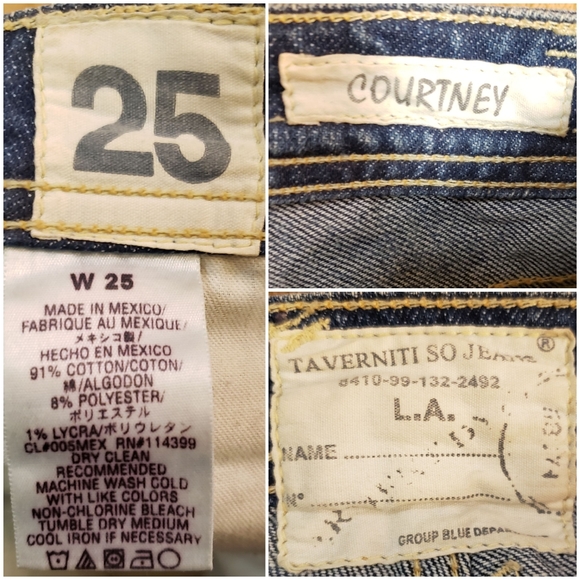 25
W 25
MADE IN MEXICO/
FABRIQUE AU MEXIQUE/
メキシコ製/
HECHO EN MEXICO
91% COTTON/COTON/
綿/ALGODON
8% POLYESTER/
ポリエステル
1% LYCRA/ポリウレタン
CL#005MEX RN#114399
DRY CLEAN
RECOMMENDED
MACHINE WASH COLD
WITH LIKE COLORS
NON-CHLORINE BLEACH
TUMBLE DRY MEDIUM
COOL IRON IF NECESSARY
COURTNEY
TAVERNITI SO JEANS®
8410-99-132-2492
L.A.
NAME
N°
GROUP BLUE